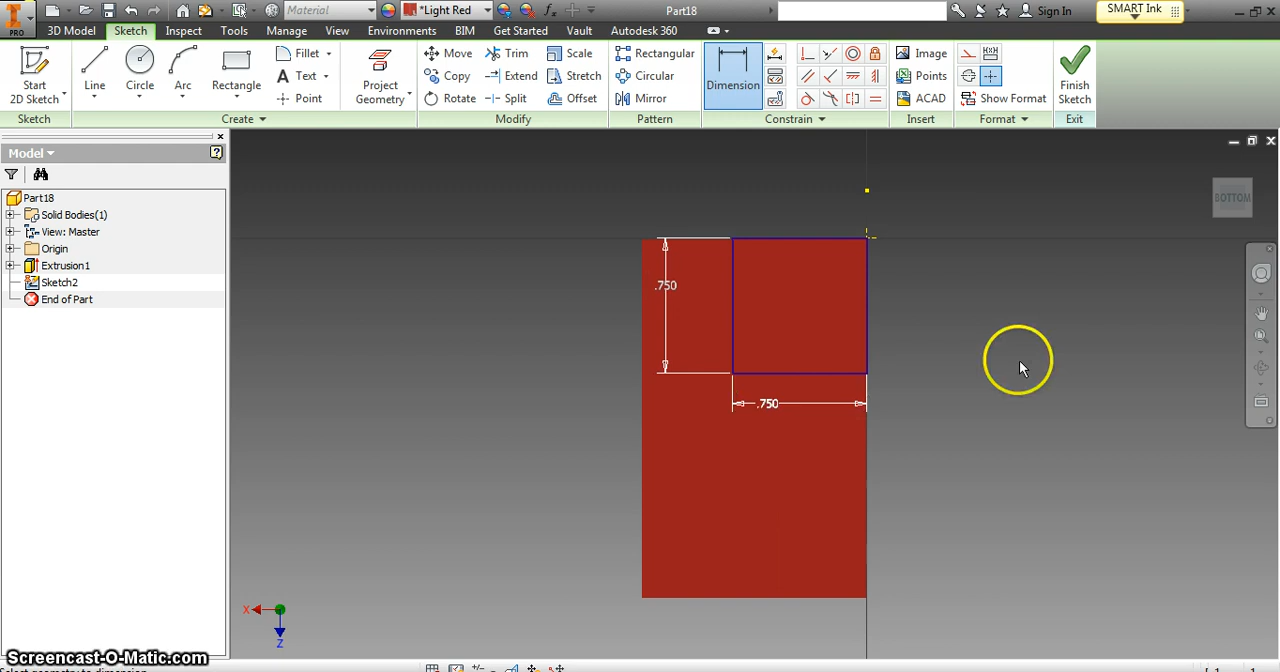 Material
*Light Red
Part18
Sign In
SMART Ink
PRO
3D Model
Sketch
Inspect
Tools
Manage
View
Environments
BIM
Get Started
Vault
Autodesk 360
Start
2D Sketch
Line
Circle
Arc
Rectangle
Fillet
Text
Point
Project
Geometry
Move
Copy
Rotate
Trim
Extend
Split
Scale
Stretch
Offset
Rectangular
Circular
Mirror
Dimension
Image
Points
ACAD
Show Format
Finish
Sketch
Sketch
Create
Modify
Pattern
Constrain
Insert
Format
Exit
Model
Part18
Solid Bodies(1)
View: Master
Origin
Extrusion1
Sketch2
End of Part
BOTTOM
.750
.750
X
Z
Screencast-O-Matic.com